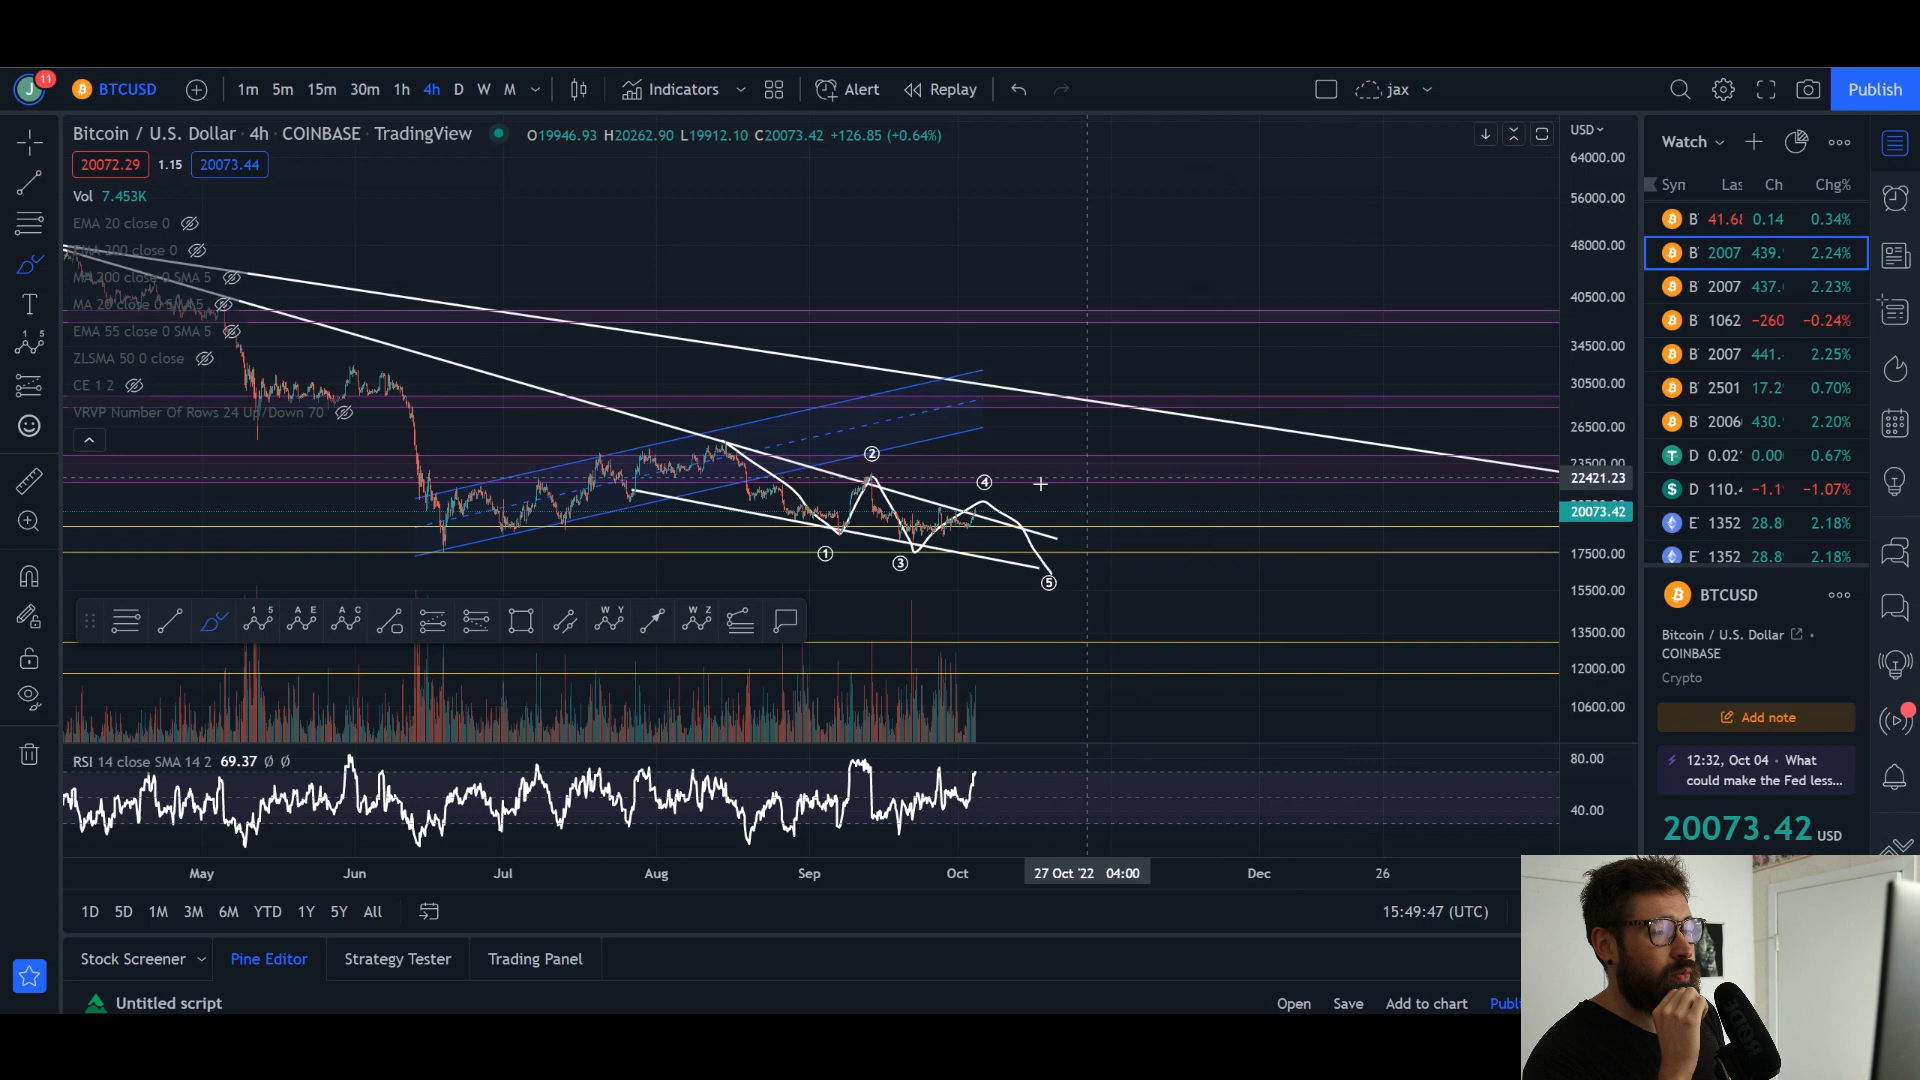 J 11 BTCUSD 1m 5m 15m 30m 1h 4h D W M Indicators Alert Replay jax Publish
Bitcoin / U.S. Dollar · 4h · COINBASE · TradingView O19946.93 H20262.90 L19912.10 C20073.42 +126.85 (+0.64%)
20072.29 1.15 20073.44
Vol 7.453K
EMA 20 close 0
EMA 200 close 0
MA 200 close 0 SMA 5
MA 20 close 0 SMA 5
EMA 55 close 0 SMA 5
ZLSMA 50 0 close
CE 1 2
VRVP Number Of Rows 24 Up/Down 70
USD
64000.00
56000.00
48000.00
40500.00
34500.00
30500.00
26500.00
23500.00
22421.23
20073.42
17500.00
15500.00
13500.00
12000.00
10600.00
1
2
3
4
5
1 5 A E A C W Y W Z
RSI 14 close SMA 14 2 69.37 Ø Ø
80.00
40.00
May Jun Jul Aug Sep Oct 27 Oct '22 04:00 Dec 26
1D 5D 1M 3M 6M YTD 1Y 5Y All 15:49:47 (UTC)
Stock Screener Pine Editor Strategy Tester Trading Panel
Untitled script Open Save Add to chart Publi
Watch
Syn Las Ch Chg%
B 41.68 0.14 0.34%
B 2007 439. 2.24%
B 2007 437. 2.23%
B 1062 −260 −0.24%
B 2007 441. 2.25%
B 2501 17.2 0.70%
B 2006 430. 2.20%
D 0.02 0.00 0.67%
D 110. −1.1 −1.07%
E 1352 28.8 2.18%
E 1352 28.8 2.18%
BTCUSD
Bitcoin / U.S. Dollar
COINBASE
Crypto
Add note
12:32, Oct 04 · What
could make the Fed less...
20073.42 USD
RODE